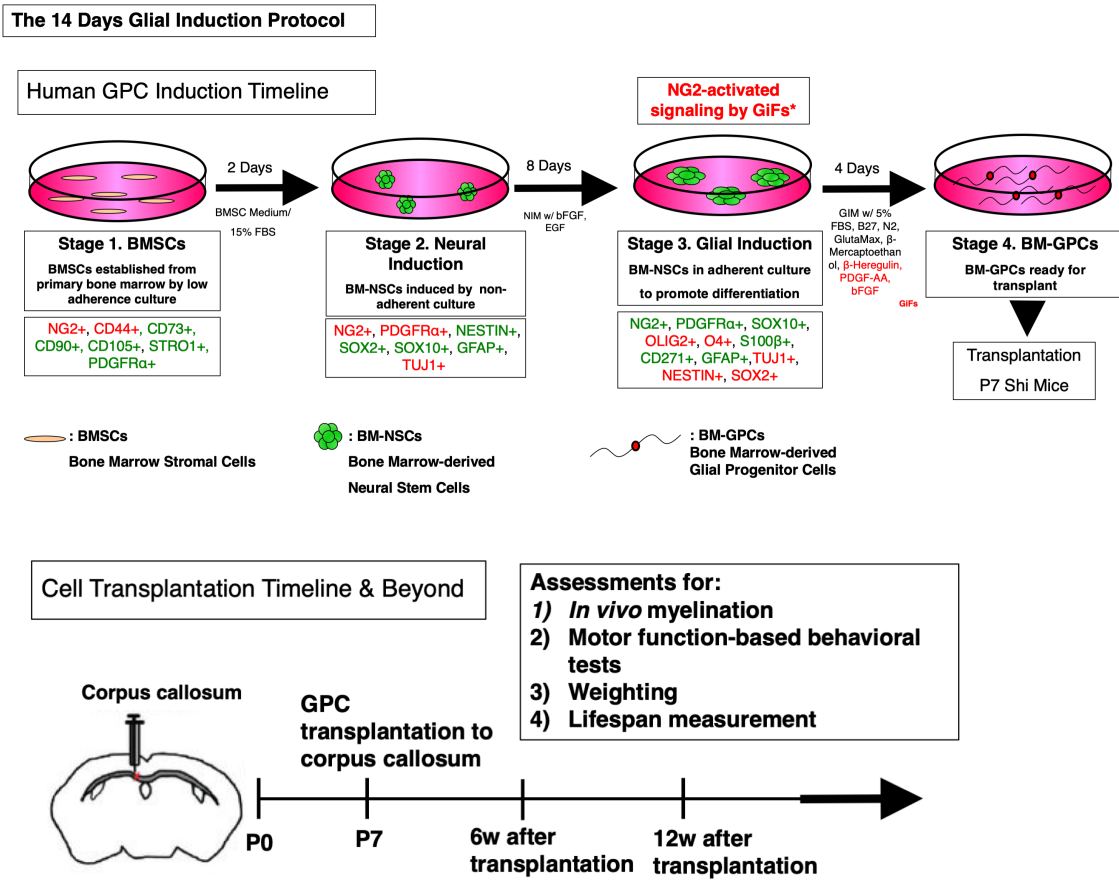 The 14 Days Glial Induction Protocol
Human GPC Induction Timeline
NG2-activated
signaling by GiFs*
2 Days
BMSC Medium/
15% FBS
8 Days
NIM w/ bFGF,
EGF
4 Days
GIM w/ 5%
FBS, B27, N2,
GlutaMax, β-
Mercaptoethan
ol, β-Heregulin,
PDGF-AA,
bFGF
GiFs
Stage 1. BMSCs
BMSCs established from
primary bone marrow by low
adherence culture
NG2+, CD44+, CD73+,
CD90+, CD105+, STRO1+,
PDGFRα+
Stage 2. Neural
Induction
BM-NSCs induced by non-
adherent culture
NG2+, PDGFRα+, NESTIN+,
SOX2+, SOX10+, GFAP+,
TUJ1+
Stage 3. Glial Induction
BM-NSCs in adherent culture
to promote differentiation
NG2+, PDGFRα+, SOX10+,
OLIG2+, O4+, S100β+,
CD271+, GFAP+,TUJ1+,
NESTIN+, SOX2+
Stage 4. BM-GPCs
BM-GPCs ready for
transplant
Transplantation
P7 Shi Mice
: BMSCs
Bone Marrow Stromal Cells
: BM-NSCs
Bone Marrow-derived
Neural Stem Cells
: BM-GPCs
Bone Marrow-derived
Glial Progenitor Cells
Cell Transplantation Timeline & Beyond
Assessments for:
1) In vivo myelination
2) Motor function-based behavioral
tests
3) Weighting
4) Lifespan measurement
Corpus callosum
GPC
transplantation to
corpus callosum
P0
P7
6w after
transplantation
12w after
transplantation